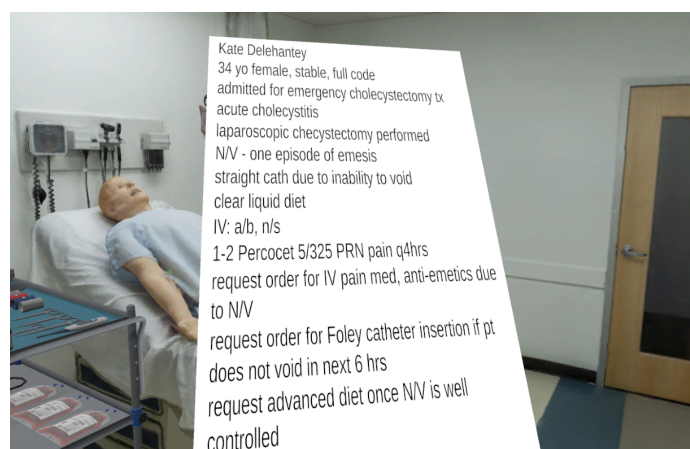 Kate Delehantey
34 yo female, stable, full code
admitted for emergency cholecystectomy tx
acute cholecystitis
laparoscopic checystectomy performed
N/V - one episode of emesis
straight cath due to inability to void
clear liquid diet
IV: a/b, n/s
1-2 Percocet 5/325 PRN pain q4hrs
request order for IV pain med, anti-emetics due
to N/V
request order for Foley catheter insertion if pt
does not void in next 6 hrs
request advanced diet once N/V is well
controlled